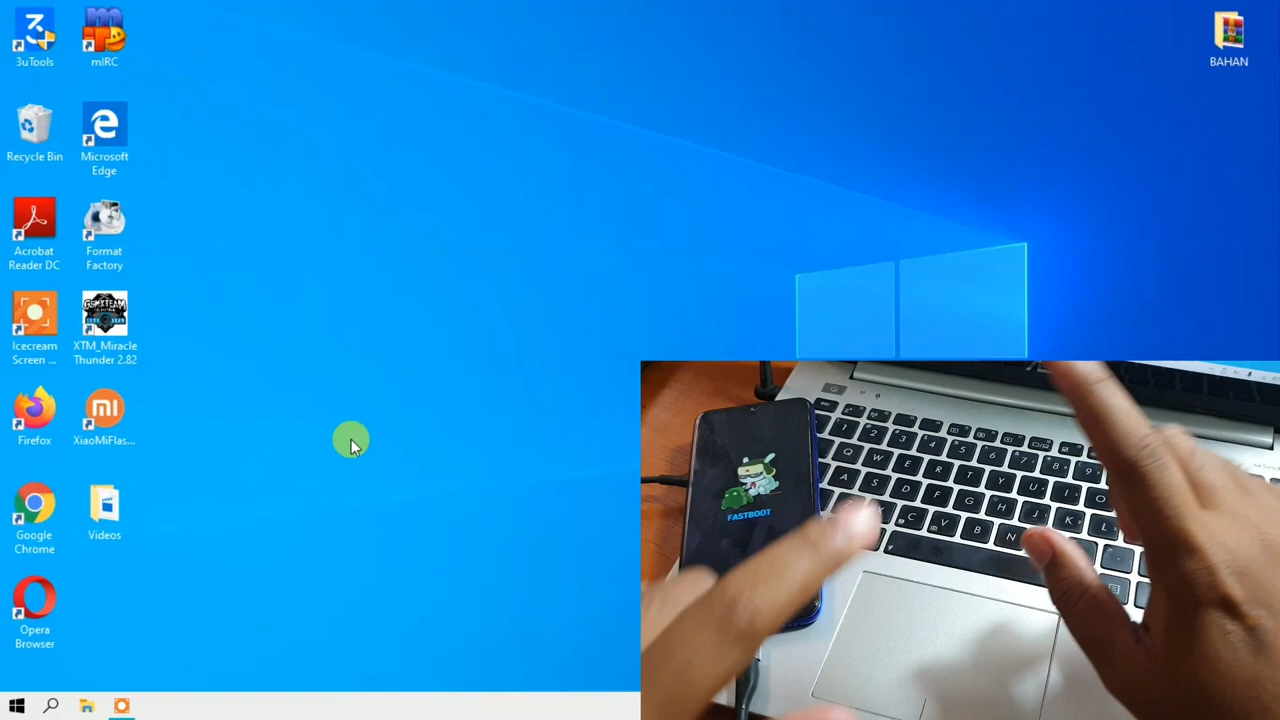 3uTools
mIRC
BAHAN
Recycle Bin
Microsoft
Edge
Acrobat
Reader DC
Format
Factory
GSMXTEAM
Icecream
Screen ...
XTM_Miracle
Thunder 2.82
Firefox
XiaoMiFlas...
Google
Chrome
Videos
Opera
Browser
FASTBOOT